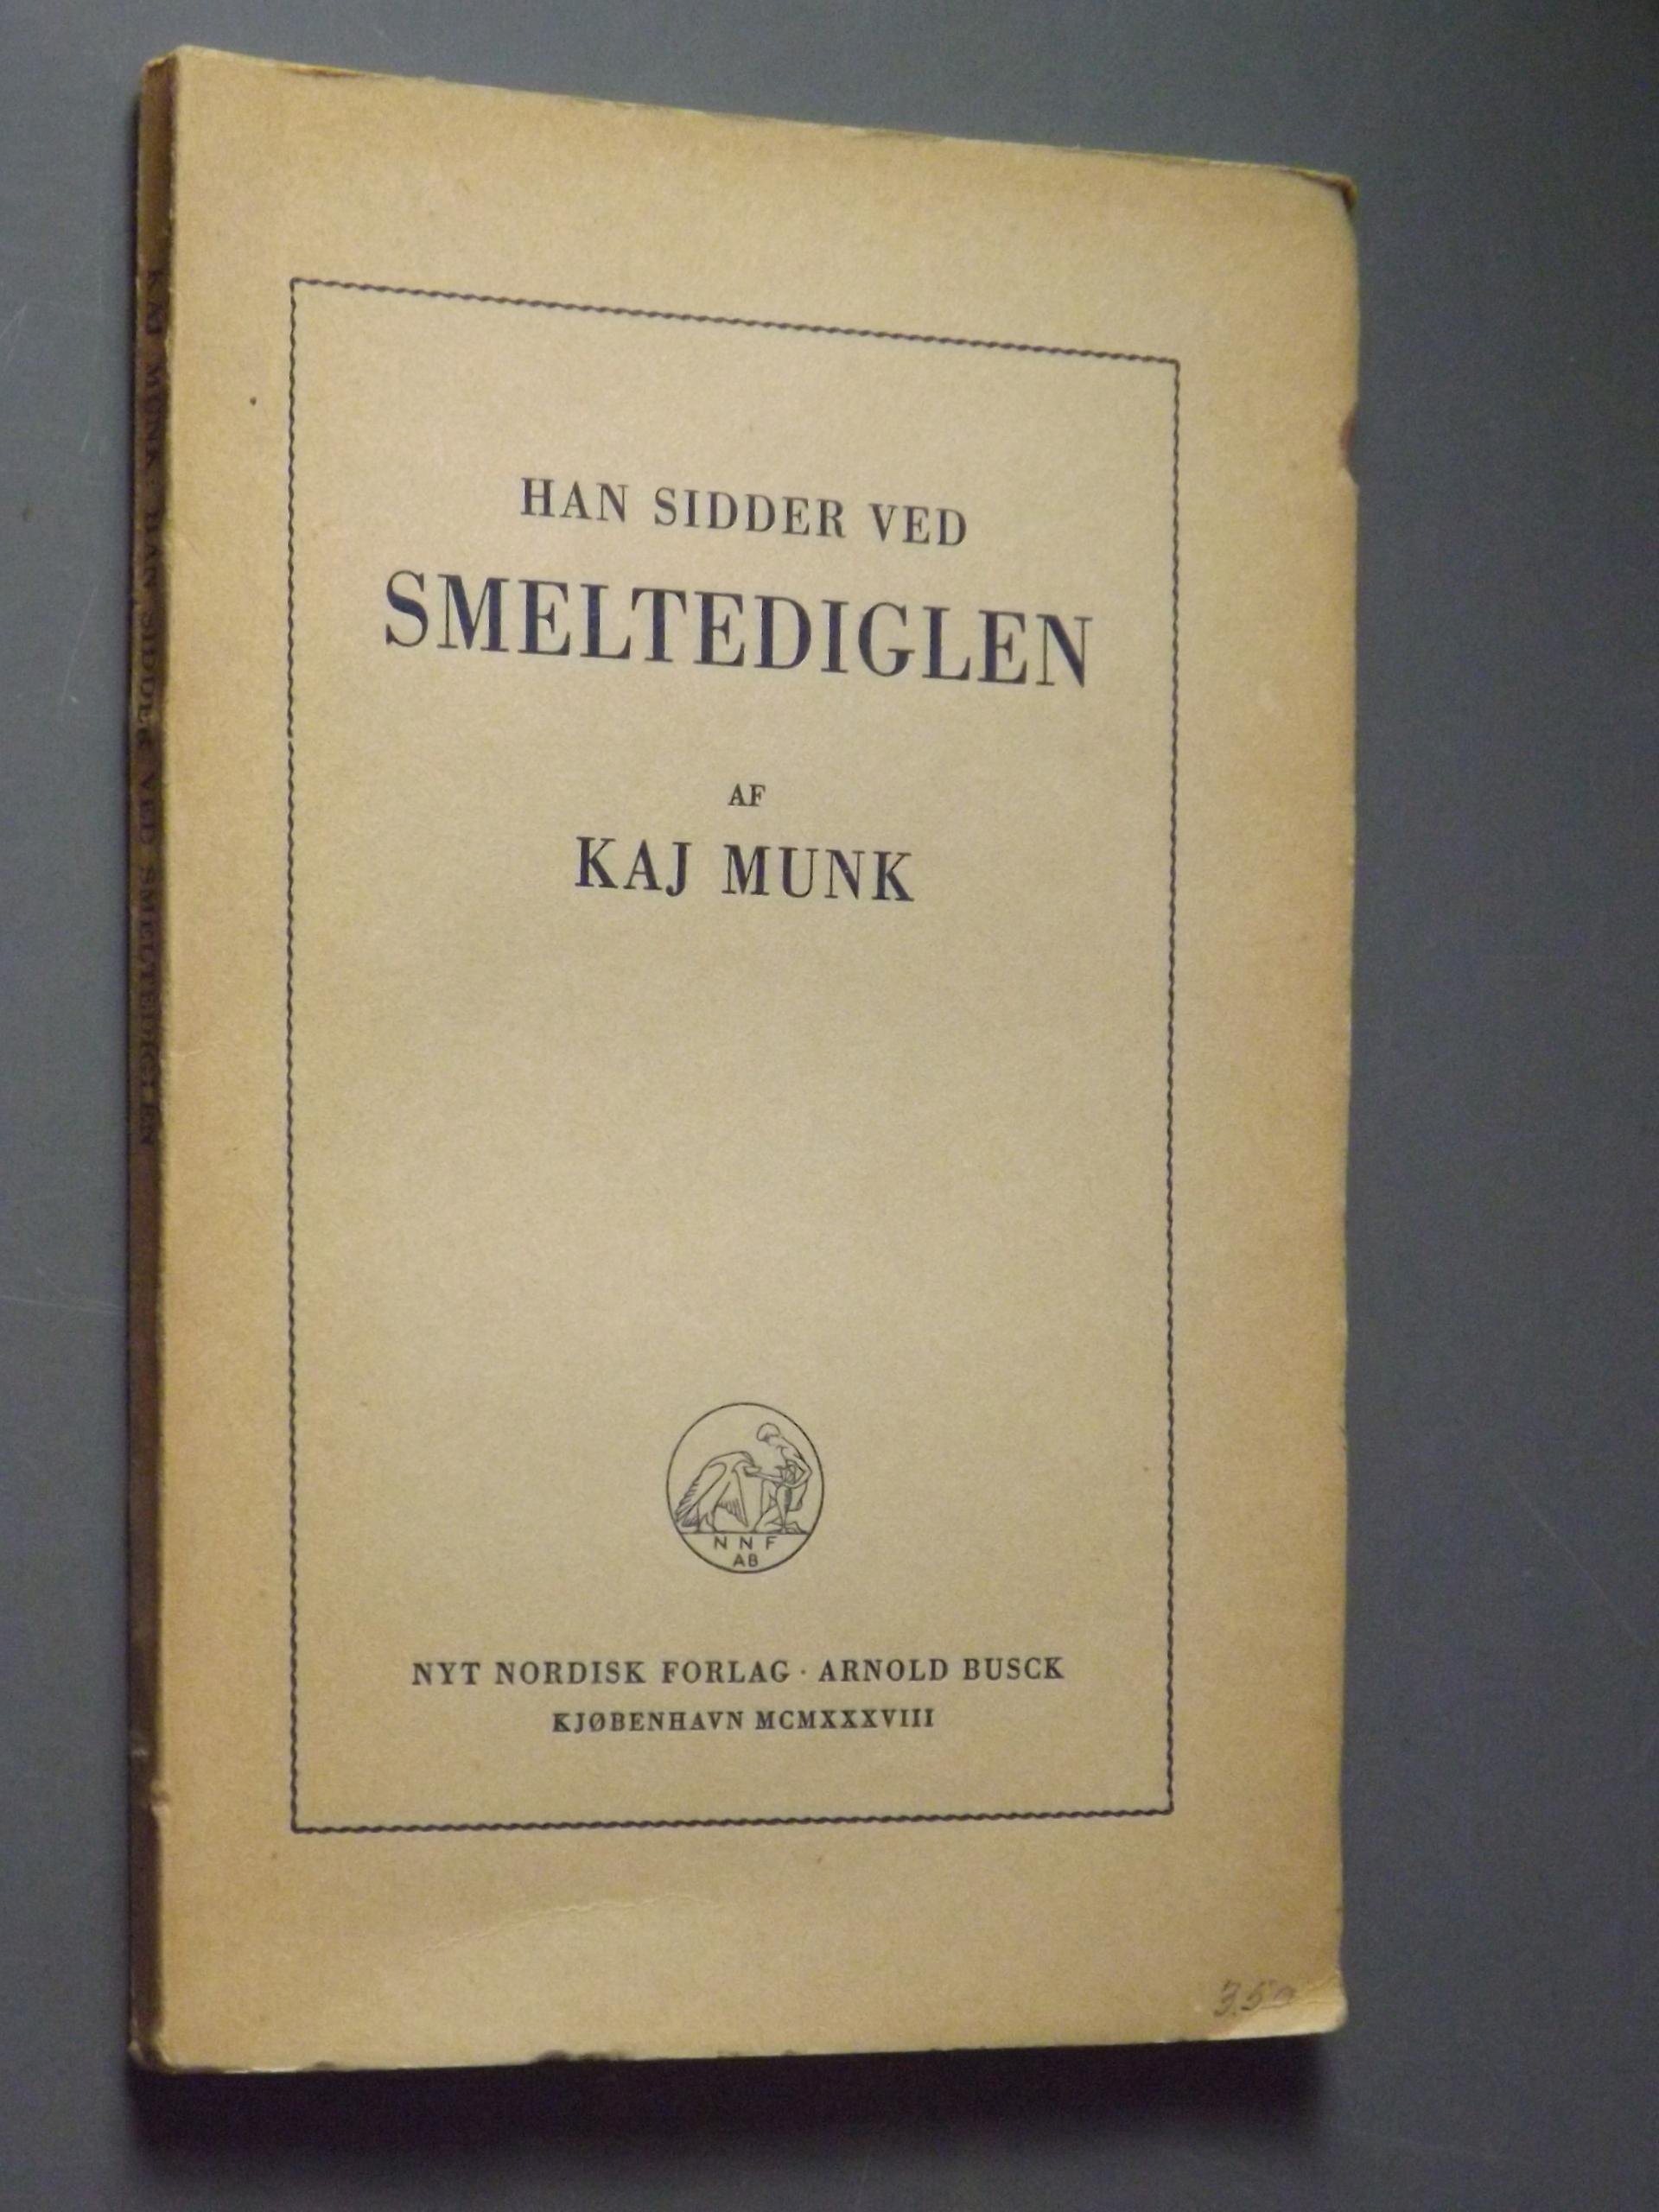 HAN SIDDER VED
SMELTEDIGLEN
AF
KAJ MUNK
N N F
AB
NYT NORDISK FORLAG · ARNOLD BUSCK
KJØBENHAVN MCMXXXVIII
KAJ MUNK: HAN SIDDER VED SMELTEDIGLEN